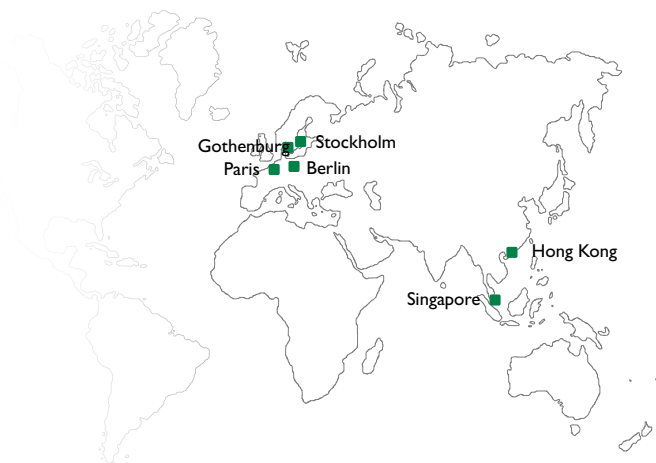 Gothenburg
Stockholm
Paris
Berlin
Hong Kong
Singapore